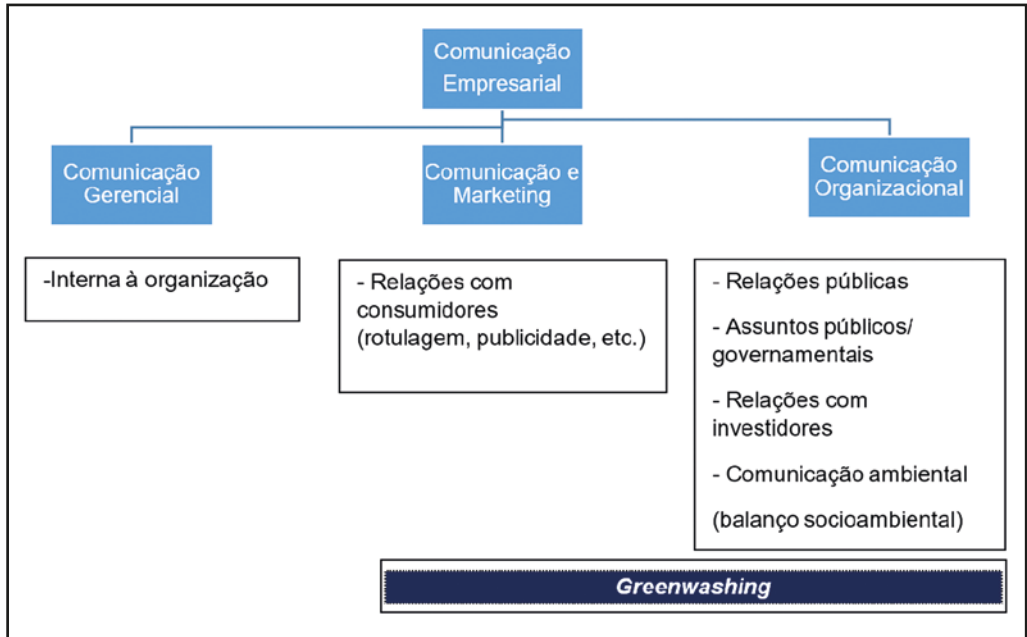 Comunicação
Empresarial
Comunicação
Gerencial
Comunicação e
Marketing
Comunicação
Organizacional
-Interna à organização
- Relações com
consumidores
(rotulagem, publicidade, etc.)
- Relações públicas
- Assuntos públicos/
governamentais
- Relações com
investidores
- Comunicação ambiental
(balanço socioambiental)
Greenwashing